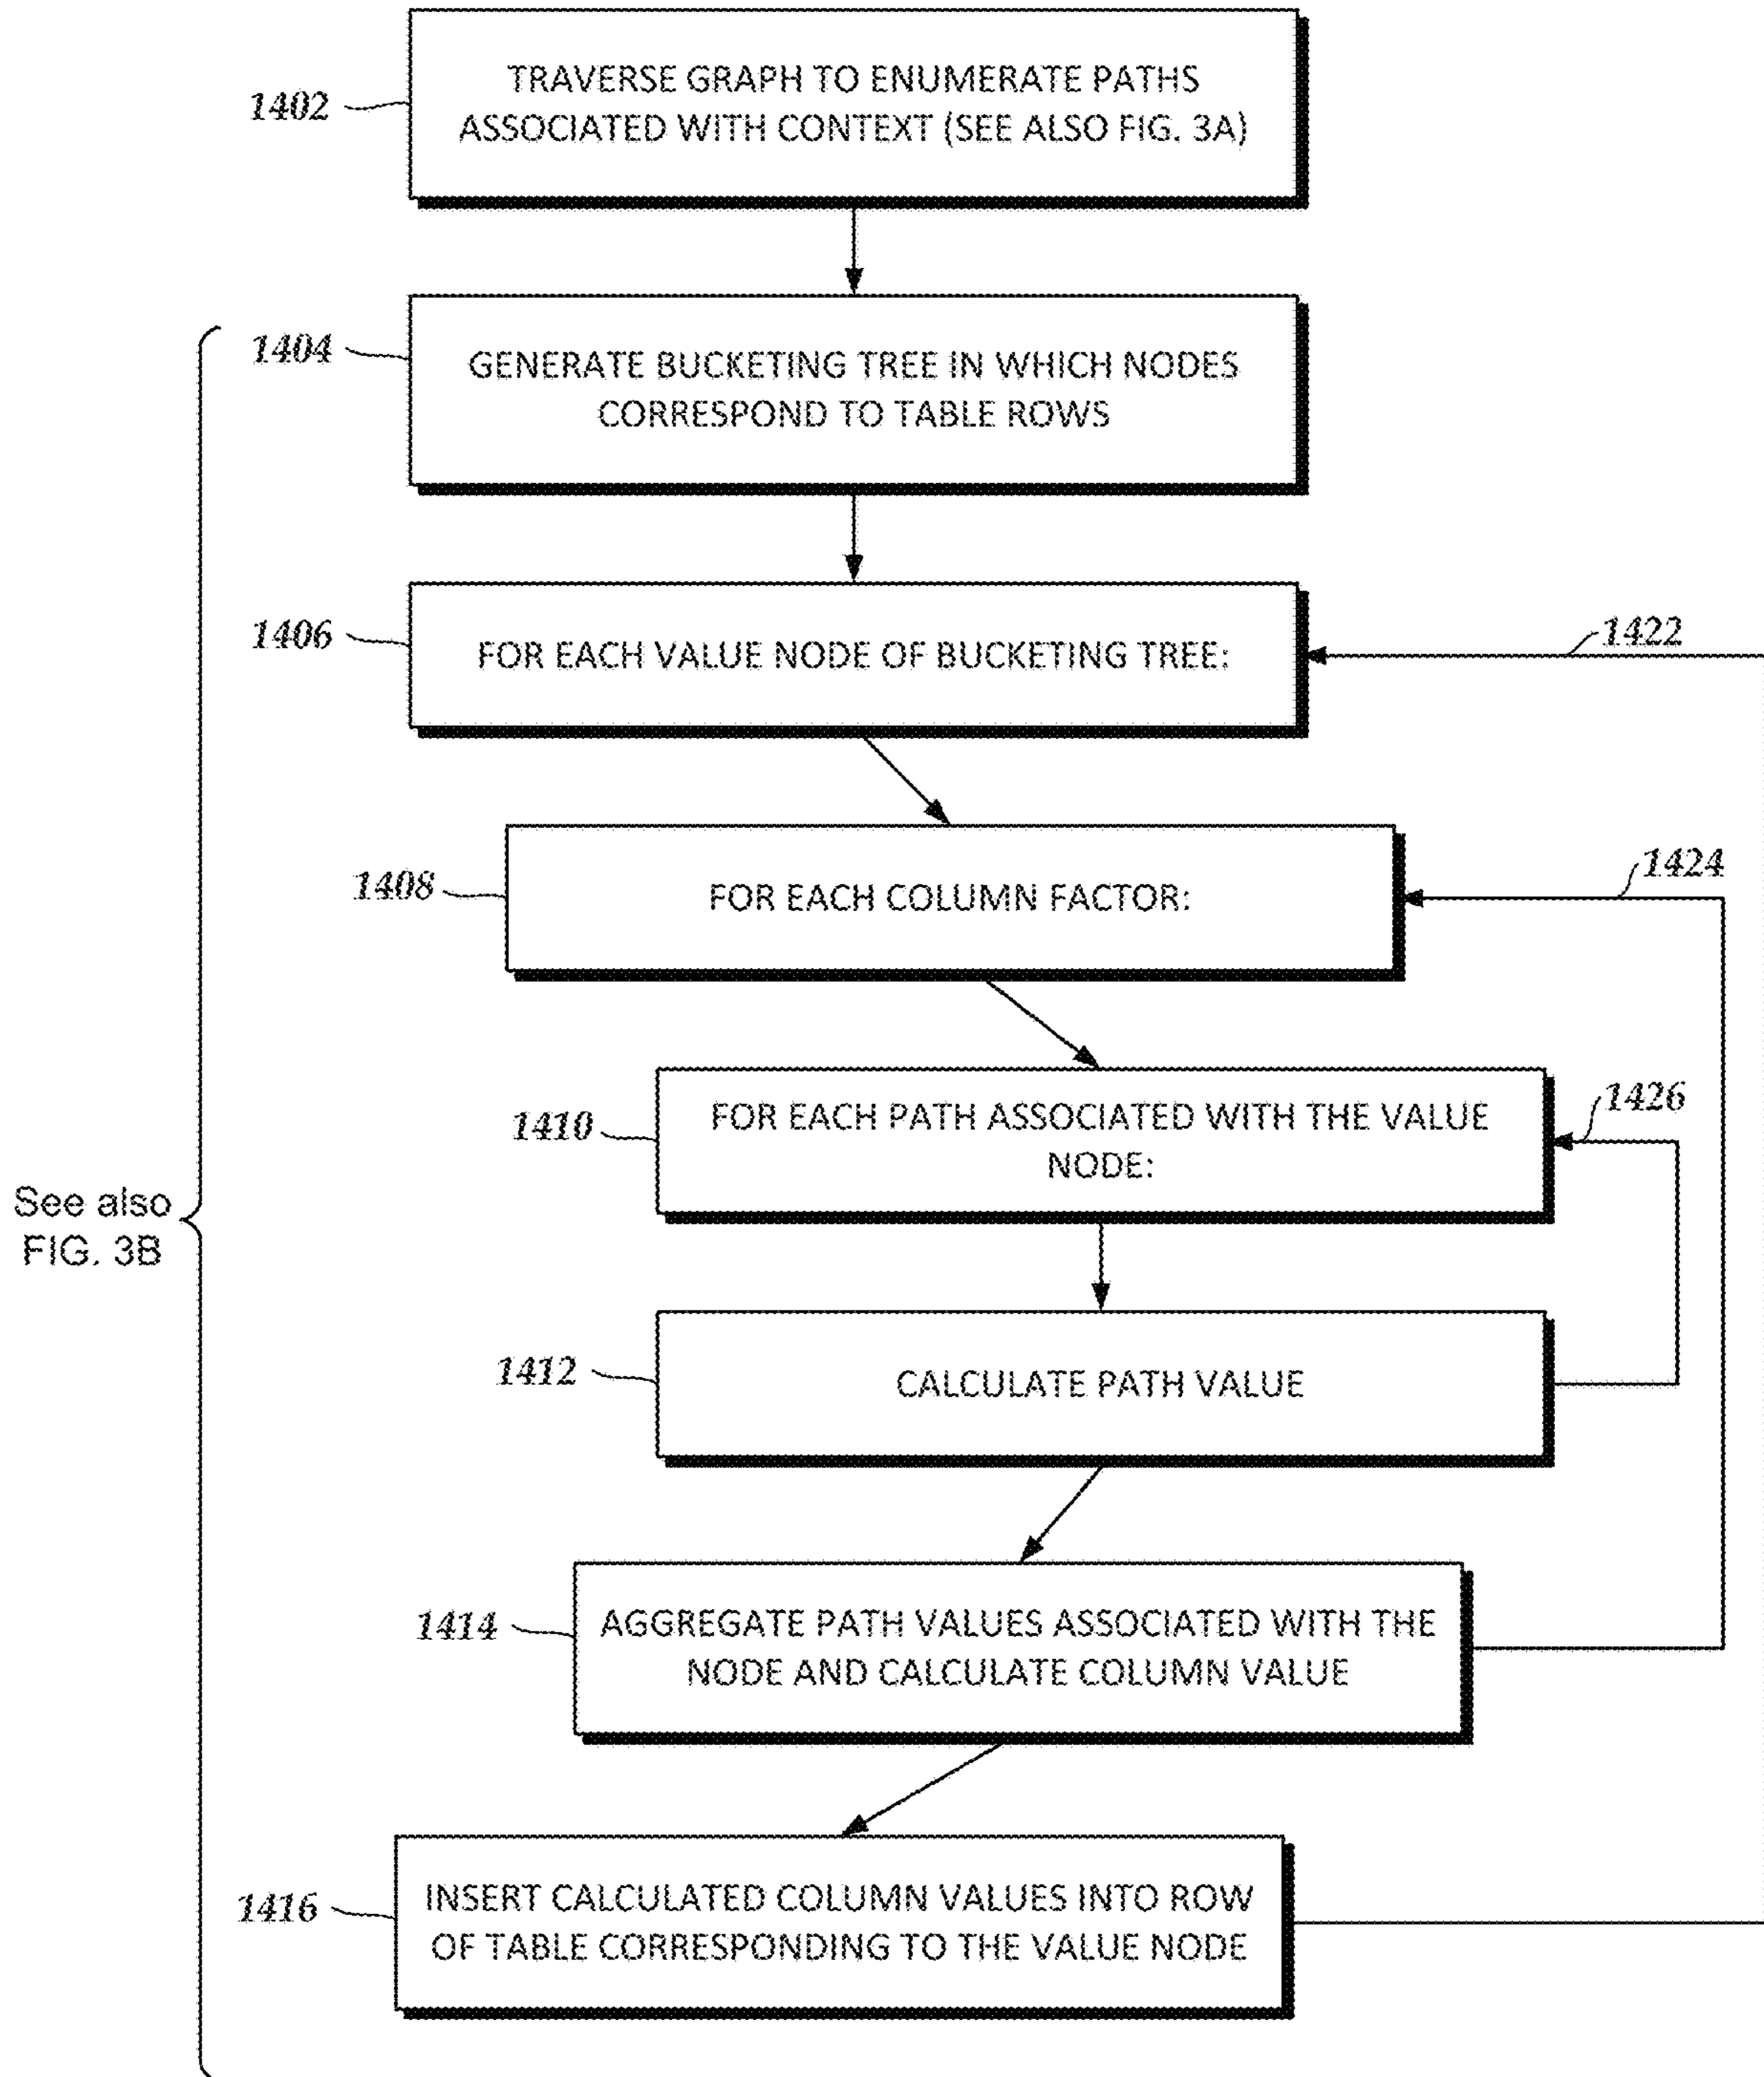 1402
TRAVERSE GRAPH TO ENUMERATE PATHS
ASSOCIATED WITH CONTEXT (SEE ALSO FIG. 3A)
1404
GENERATE BUCKETING TREE IN WHICH NODES
CORRESPOND TO TABLE ROWS
1406
FOR EACH VALUE NODE OF BUCKETING TREE:
1422
1408
FOR EACH COLUMN FACTOR:
1424
1410
FOR EACH PATH ASSOCIATED WITH THE VALUE
NODE:
1426
See also
FIG. 3B
1412
CALCULATE PATH VALUE
1414
AGGREGATE PATH VALUES ASSOCIATED WITH THE
NODE AND CALCULATE COLUMN VALUE
1416
INSERT CALCULATED COLUMN VALUES INTO ROW
OF TABLE CORRESPONDING TO THE VALUE NODE